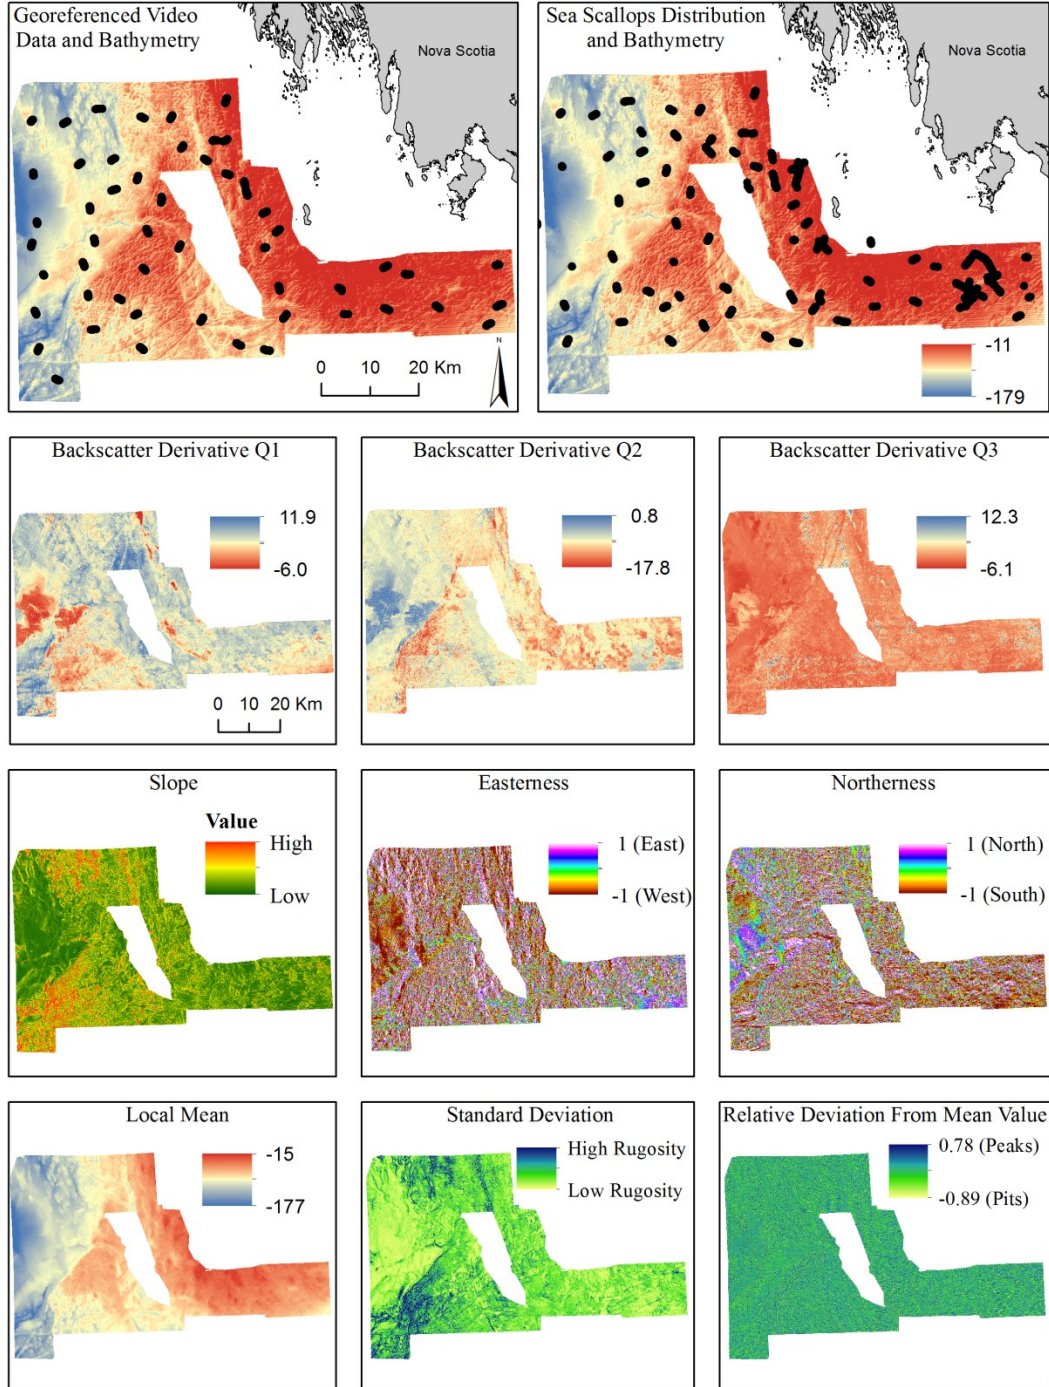 Georeferenced Video
Data and Bathymetry
Nova Scotia
0 10 20 Km
N
Sea Scallops Distribution
and Bathymetry
Nova Scotia
-11
-179
Backscatter Derivative Q1
11.9
-6.0
0 10 20 Km
Backscatter Derivative Q2
0.8
-17.8
Backscatter Derivative Q3
12.3
-6.1
Slope
Value
High
Low
Easterness
1 (East)
-1 (West)
Northerness
1 (North)
-1 (South)
Local Mean
-15
-177
Standard Deviation
High Rugosity
Low Rugosity
Relative Deviation From Mean Value
0.78 (Peaks)
-0.89 (Pits)